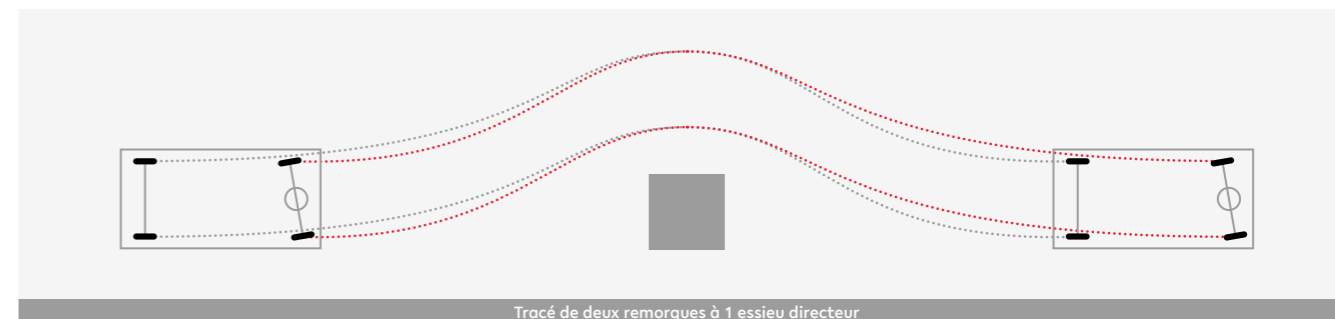 Tracé de deux remorques à 1 essieu directeur